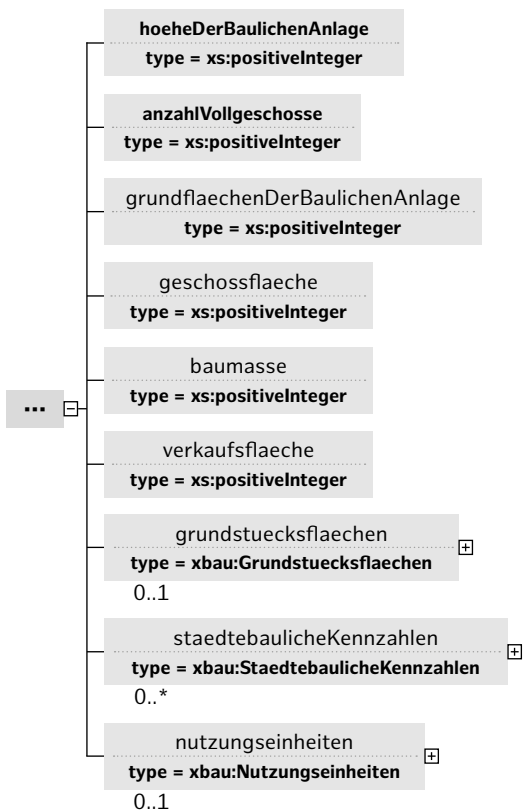 hoeheDerBaulichenAnlage
type = xs:positiveInteger
anzahlVollgeschosse
type = xs:positiveInteger
grundflaechenDerBaulichenAnlage
type = xs:positiveInteger
geschossflaeche
type = xs:positiveInteger
baumasse
type = xs:positiveInteger
...
verkaufsflaeche
type = xs:positiveInteger
grundstuecksflaechen
type = xbau:Grundstuecksflaechen
0..1
staedtebaulicheKennzahlen
type = xbau:StaedtebaulicheKennzahlen
0..*
nutzungseinheiten
type = xbau:Nutzungseinheiten
0..1